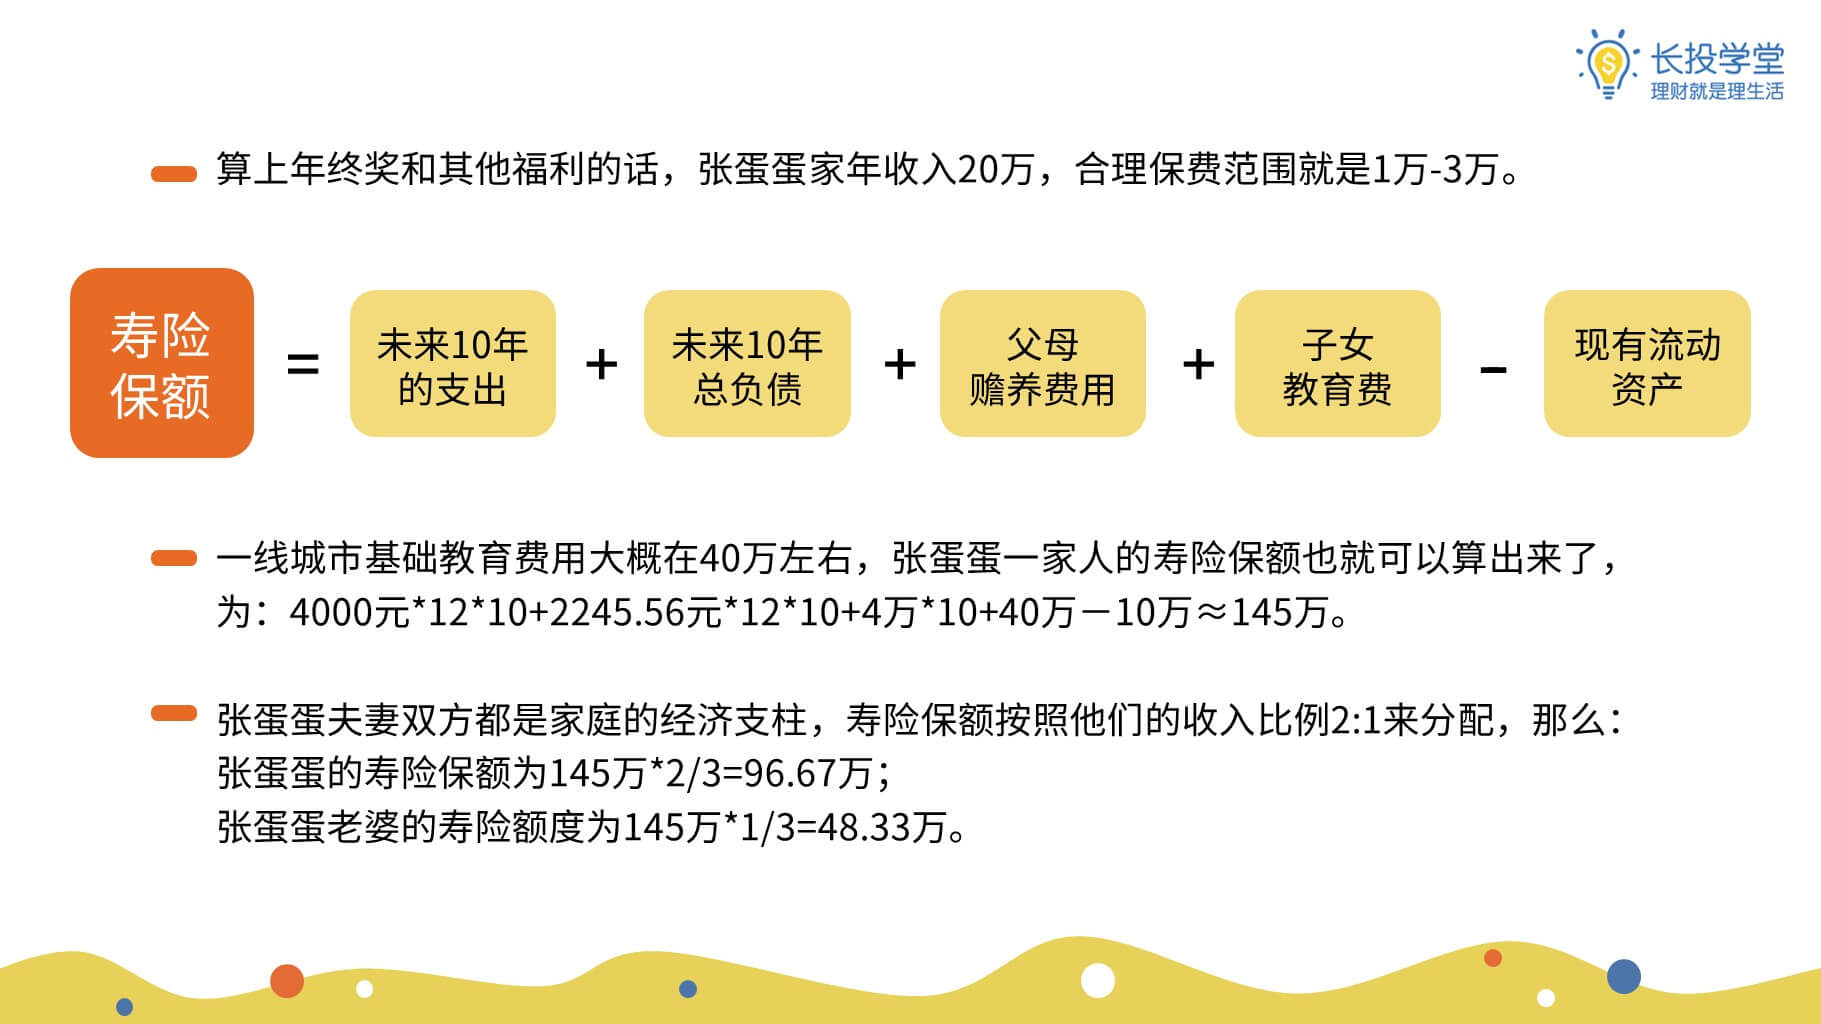 长投学堂
理财就是理生活
算上年终奖和其他福利的话，张蛋蛋家年收入20万，合理保费范围就是1万-3万。
寿险
保额
=
未来10年
的支出
+
未来10年
总负债
+
父母
赡养费用
+
子女
教育费
–
现有流动
资产
一线城市基础教育费用大概在40万左右，张蛋蛋一家人的寿险保额也就可以算出来了，
为：4000元*12*10+2245.56元*12*10+4万*10+40万－10万≈145万。
张蛋蛋夫妻双方都是家庭的经济支柱，寿险保额按照他们的收入比例2:1来分配，那么：
张蛋蛋的寿险保额为145万*2/3=96.67万；
张蛋蛋老婆的寿险额度为145万*1/3=48.33万。